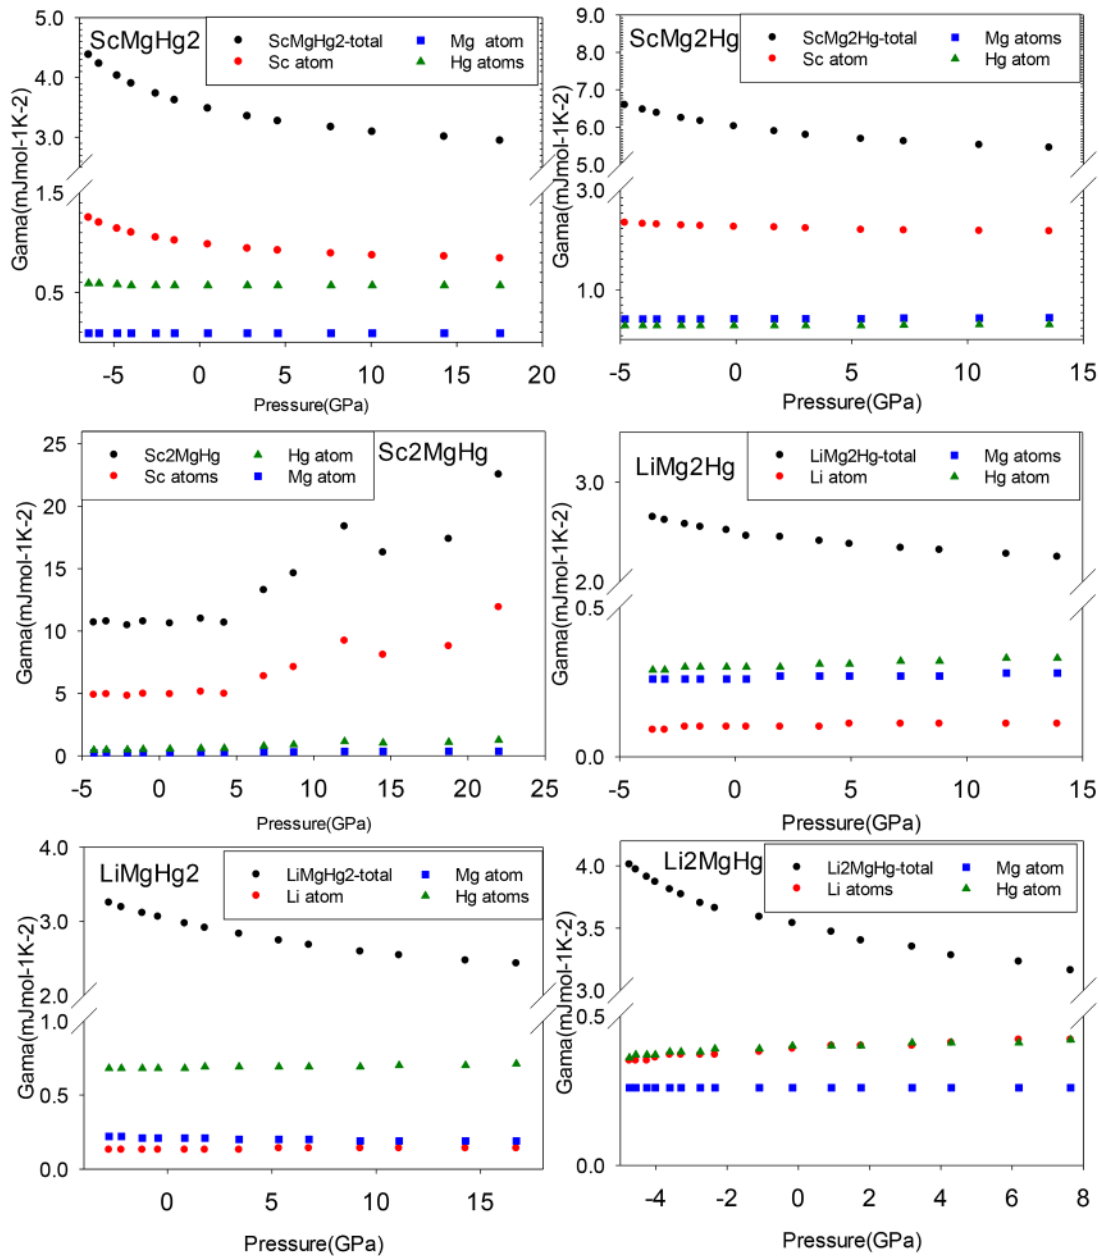 ScMgHg2
ScMgHg2-total
Mg atom
Sc atom
Hg atoms
5.0
4.0
3.0
1.5
0.5
Gama(mJmol-1K-2)
-5
0
5
10
15
20
Pressure(GPa)
ScMg2Hg
ScMg2Hg-total
Mg atoms
Sc atom
Hg atom
9.0
8.0
7.0
6.0
5.0
3.0
1.0
Gama(mJmol-1K-2)
-5
0
5
10
15
Pressure(GPa)
Sc2MgHg
Sc2MgHg
Hg atom
Sc atoms
Mg atom
25
20
15
10
5
0
Gama(mJmol-1K-2)
-5
0
5
10
15
20
25
Pressure(GPa)
LiMg2Hg
LiMg2Hg-total
Mg atoms
Li atom
Hg atom
3.0
2.0
0.5
0.0
Gama(mJmol-1K-2)
-5
0
5
10
15
Pressure(GPa)
LiMgHg2
LiMgHg2-total
Mg atom
Li atom
Hg atoms
4.0
3.0
2.0
1.0
0.5
0.0
Gama(mJmol-1K-2)
0
5
10
15
Pressure(GPa)
Li2MgHg
Li2MgHg-total
Mg atom
Li atoms
Hg atom
4.0
3.5
3.0
0.5
0.0
Gama(mJmol-1K-2)
-4
-2
0
2
4
6
8
Pressure(GPa)